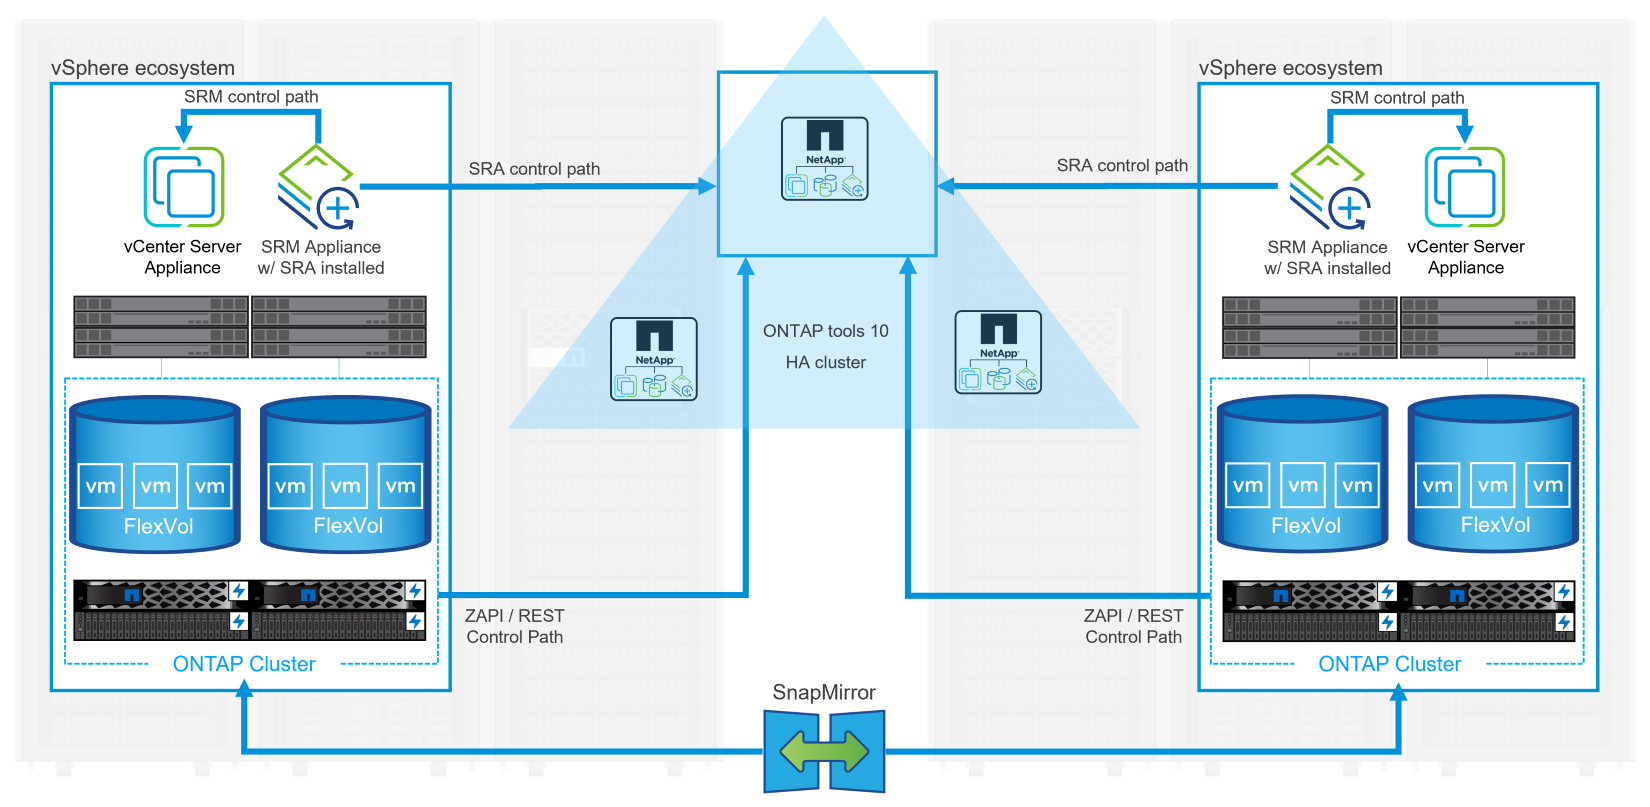 vSphere ecosystem
SRM control path
vCenter Server
Appliance
SRM Appliance
w/ SRA installed
SRA control path
vm vm vm
FlexVol
vm vm vm
FlexVol
ONTAP Cluster
ZAPI / REST
Control Path
NetApp
NetApp
NetApp
ONTAP tools 10
HA cluster
SnapMirror
vSphere ecosystem
SRM control path
SRA control path
SRM Appliance
w/ SRA installed
vCenter Server
Appliance
vm vm vm
FlexVol
vm vm vm
FlexVol
ONTAP Cluster
ZAPI / REST
Control Path